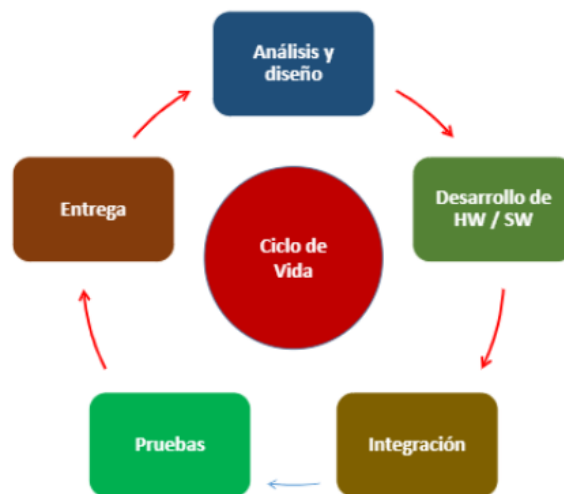 Análisis y
diseño
Desarrollo de
HW / SW
Integración
Pruebas
Entrega
Ciclo de
Vida